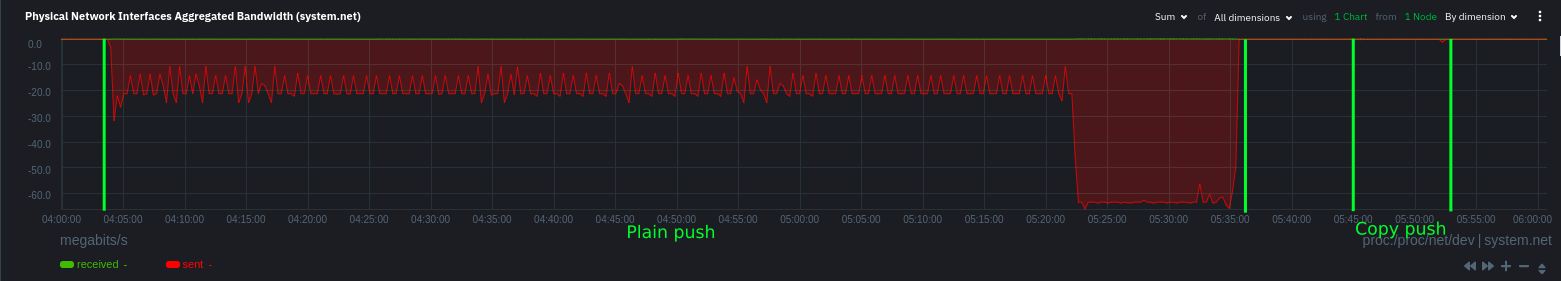 Physical Network Interfaces Aggregated Bandwidth (system.net)
Sum of All dimensions using 1 Chart from 1 Node By dimension
0.0
-10.0
-20.0
-30.0
-40.0
-50.0
-60.0
04:00:00 04:05:00 04:10:00 04:15:00 04:20:00 04:25:00 04:30:00 04:35:00 04:40:00 04:45:00 04:50:00 04:55:00 05:00:00 05:05:00 05:10:00 05:15:00 05:20:00 05:25:00 05:30:00 05:35:00 05:40:00 05:45:00 05:50:00 05:55:00 06:00:00
Plain push Copy push
megabits/s proc:/proc/net/dev | system.net
received - sent -